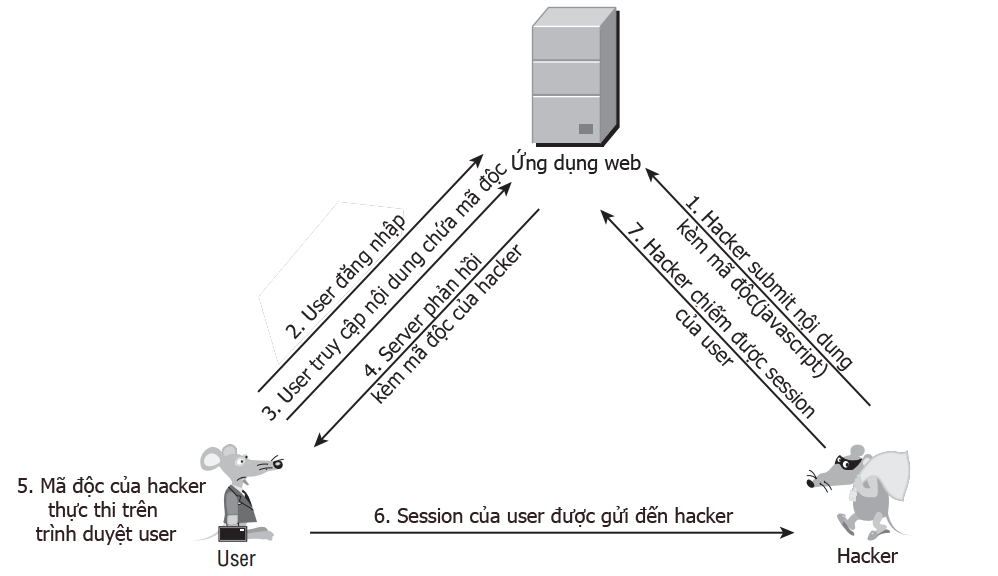 Ứng dụng web
1. Hacker submit nội dung
kèm mã độc(javascript)
2. User đăng nhập
3. User truy cập nội dung chứa mã độc
4. Server phản hồi
kèm mã độc của hacker
5. Mã độc của hacker
thực thi trên
trình duyệt user
6. Session của user được gửi đến hacker
7. Hacker chiếm được session
của user
User
Hacker